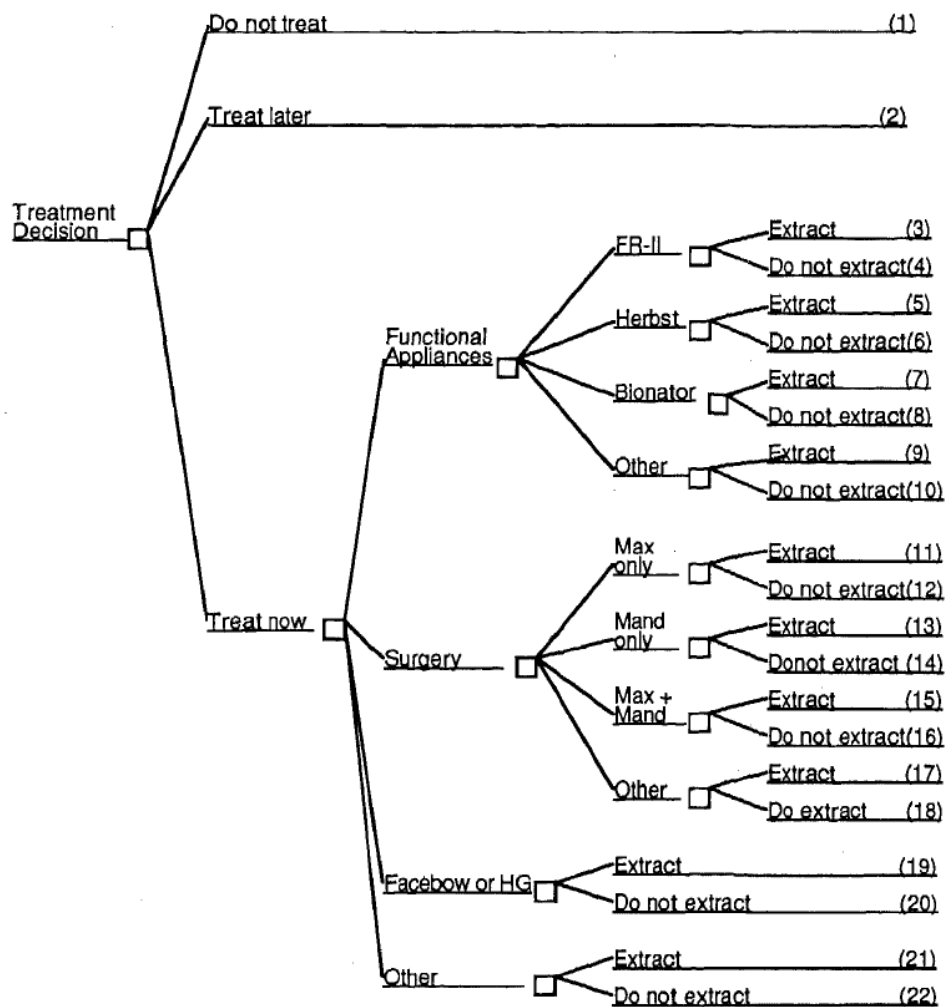 Do not treat (1)
Treat later (2)
Treatment
Decision
FR-II
Extract (3)
Do not extract(4)
Herbst
Extract (5)
Do not extract(6)
Functional
Appliances
Bionator
Extract (7)
Do not extract(8)
Other
Extract (9)
Do not extract(10)
Max
only
Extract (11)
Do not extract(12)
Treat now
Surgery
Mand
only
Extract (13)
Donot extract (14)
Max +
Mand
Extract (15)
Do not extract(16)
Other
Extract (17)
Do extract (18)
Facebow or HG
Extract (19)
Do not extract (20)
Other
Extract (21)
Do not extract (22)